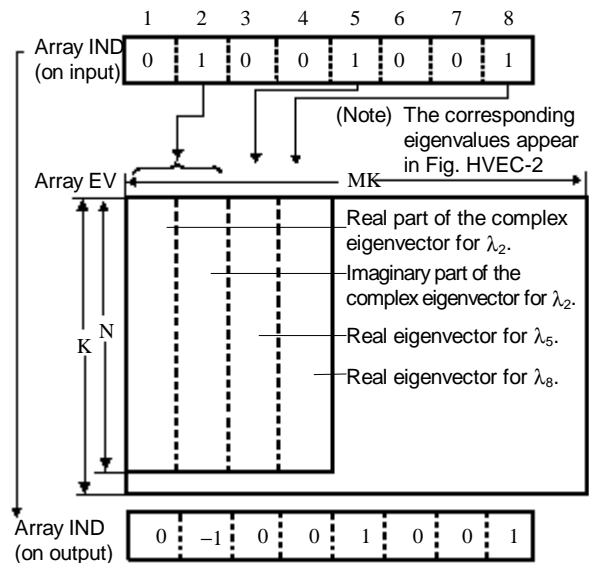 1 2 3 4 5 6 7 8
Array IND
(on input)
0 1 0 0 1 0 0 1
(Note) The corresponding
eigenvalues appear
in Fig. HVEC-2
Array EV
MK
Real part of the complex
eigenvector for λ₂.
Imaginary part of the
complex eigenvector for λ₂.
K N
Real eigenvector for λ₅.
Real eigenvector for λ₈.
Array IND
(on output)
0 −1 0 0 1 0 0 1